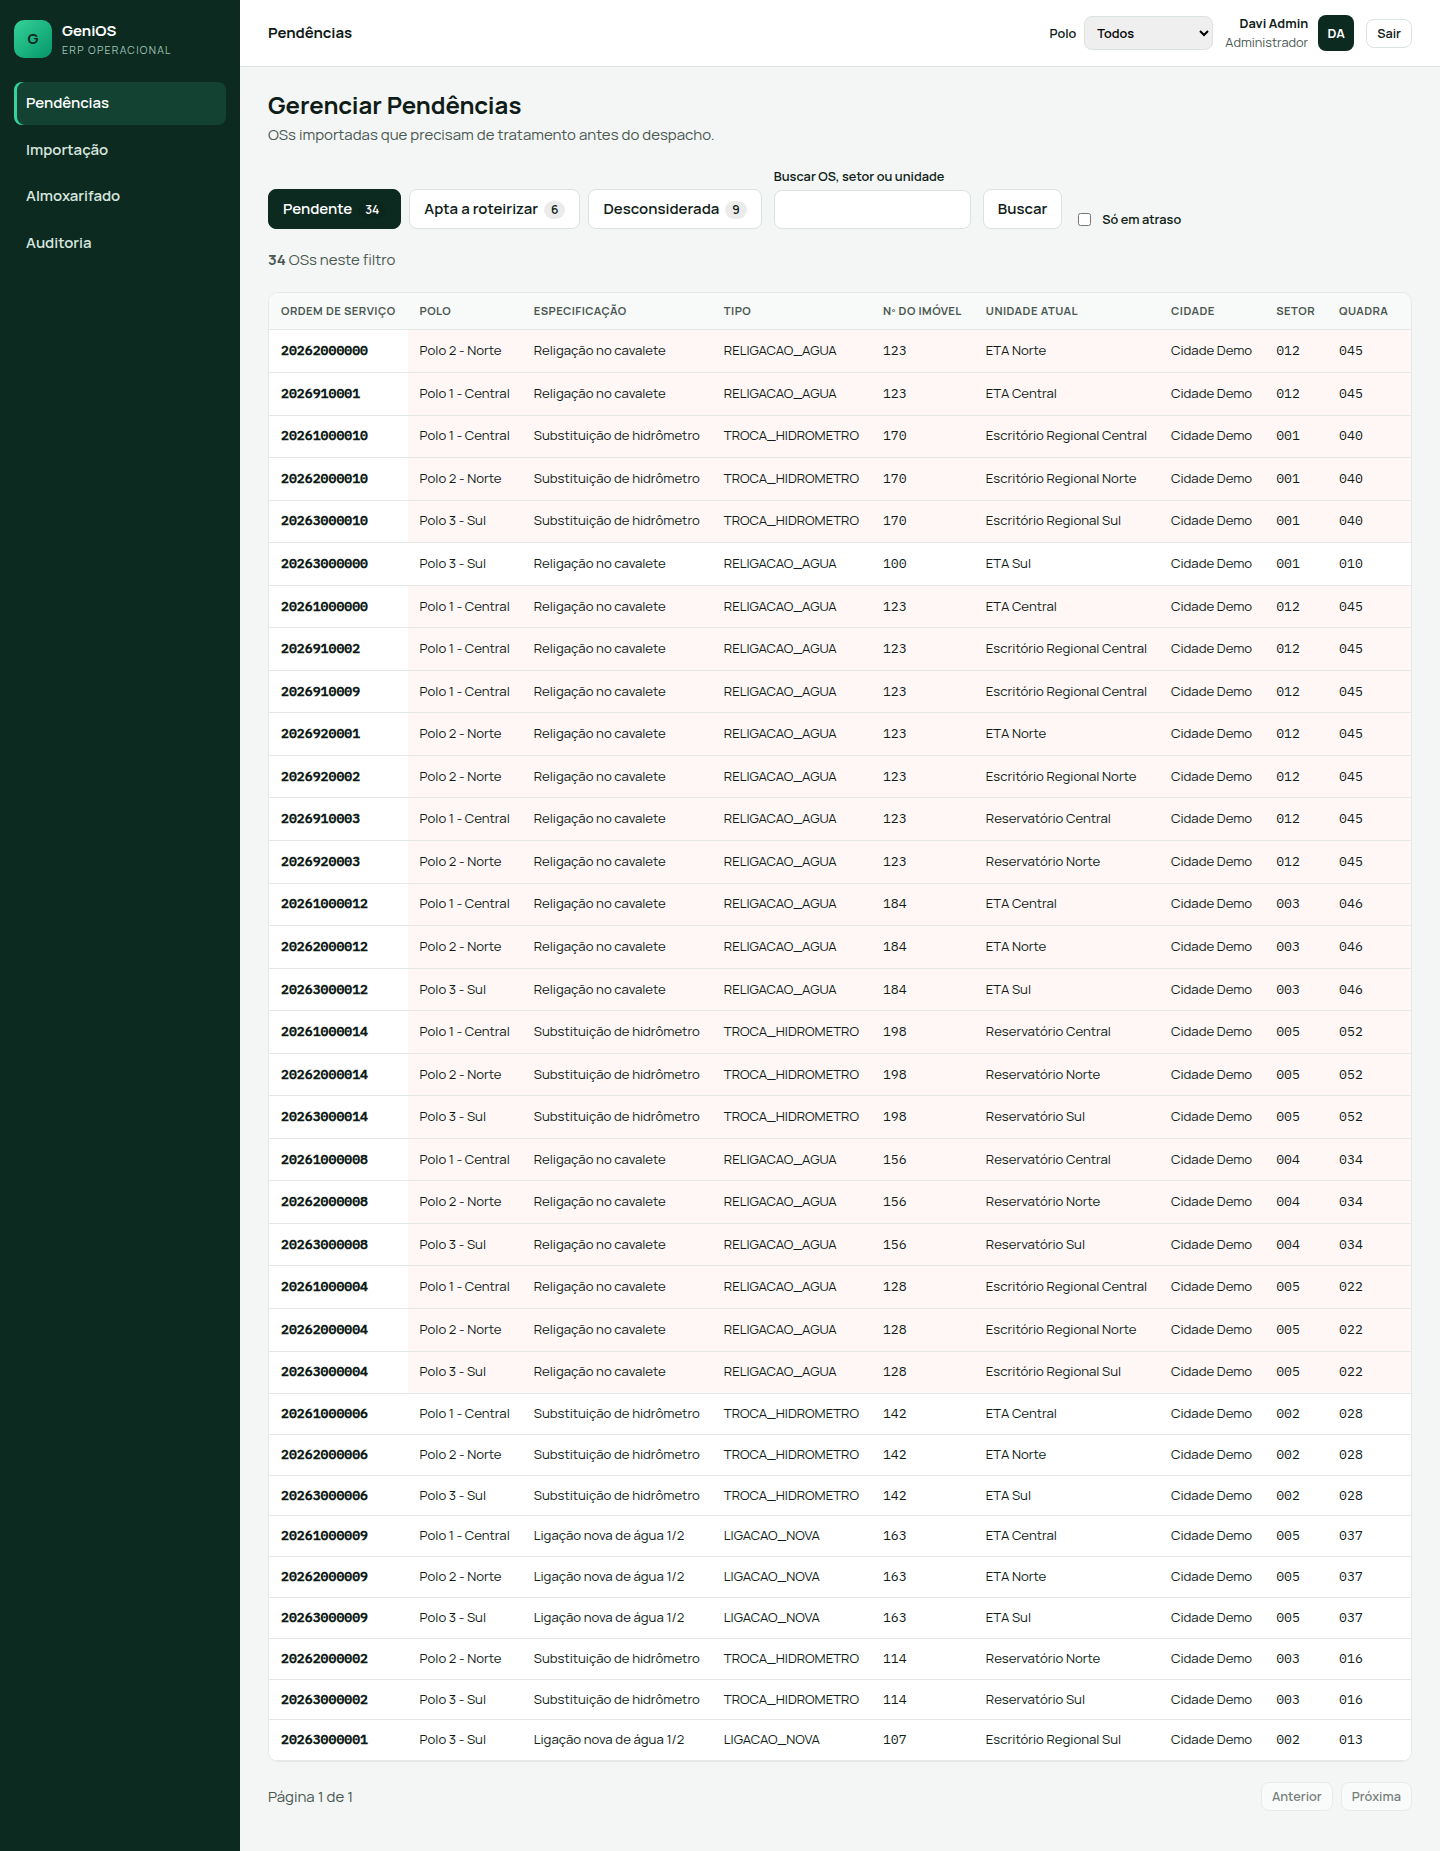 G
GeniOS
ERP OPERACIONAL
Pendências
Importação
Almoxarifado
Auditoria
Pendências
Polo
Todos
Davi Admin
Administrador
DA
Sair
Gerenciar Pendências
OSs importadas que precisam de tratamento antes do despacho.
Pendente 34
Apta a roteirizar 6
Desconsiderada 9
Buscar OS, setor ou unidade
Buscar
Só em atraso
34 OSs neste filtro
ORDEM DE SERVIÇO POLO ESPECIFICAÇÃO TIPO Nº DO IMÓVEL UNIDADE ATUAL CIDADE SETOR QUADRA
20262000000 Polo 2 - Norte Religação no cavalete RELIGACAO_AGUA 123 ETA Norte Cidade Demo 012 045
2026910001 Polo 1 - Central Religação no cavalete RELIGACAO_AGUA 123 ETA Central Cidade Demo 012 045
20261000010 Polo 1 - Central Substituição de hidrômetro TROCA_HIDROMETRO 170 Escritório Regional Central Cidade Demo 001 040
20262000010 Polo 2 - Norte Substituição de hidrômetro TROCA_HIDROMETRO 170 Escritório Regional Norte Cidade Demo 001 040
20263000010 Polo 3 - Sul Substituição de hidrômetro TROCA_HIDROMETRO 170 Escritório Regional Sul Cidade Demo 001 040
20263000000 Polo 3 - Sul Religação no cavalete RELIGACAO_AGUA 100 ETA Sul Cidade Demo 001 010
20261000000 Polo 1 - Central Religação no cavalete RELIGACAO_AGUA 123 ETA Central Cidade Demo 012 045
2026910002 Polo 1 - Central Religação no cavalete RELIGACAO_AGUA 123 Escritório Regional Central Cidade Demo 012 045
2026910009 Polo 1 - Central Religação no cavalete RELIGACAO_AGUA 123 Escritório Regional Central Cidade Demo 012 045
2026920001 Polo 2 - Norte Religação no cavalete RELIGACAO_AGUA 123 ETA Norte Cidade Demo 012 045
2026920002 Polo 2 - Norte Religação no cavalete RELIGACAO_AGUA 123 Escritório Regional Norte Cidade Demo 012 045
2026910003 Polo 1 - Central Religação no cavalete RELIGACAO_AGUA 123 Reservatório Central Cidade Demo 012 045
2026920003 Polo 2 - Norte Religação no cavalete RELIGACAO_AGUA 123 Reservatório Norte Cidade Demo 012 045
20261000012 Polo 1 - Central Religação no cavalete RELIGACAO_AGUA 184 ETA Central Cidade Demo 003 046
20262000012 Polo 2 - Norte Religação no cavalete RELIGACAO_AGUA 184 ETA Norte Cidade Demo 003 046
20263000012 Polo 3 - Sul Religação no cavalete RELIGACAO_AGUA 184 ETA Sul Cidade Demo 003 046
20261000014 Polo 1 - Central Substituição de hidrômetro TROCA_HIDROMETRO 198 Reservatório Central Cidade Demo 005 052
20262000014 Polo 2 - Norte Substituição de hidrômetro TROCA_HIDROMETRO 198 Reservatório Norte Cidade Demo 005 052
20263000014 Polo 3 - Sul Substituição de hidrômetro TROCA_HIDROMETRO 198 Reservatório Sul Cidade Demo 005 052
20261000008 Polo 1 - Central Religação no cavalete RELIGACAO_AGUA 156 Reservatório Central Cidade Demo 004 034
20262000008 Polo 2 - Norte Religação no cavalete RELIGACAO_AGUA 156 Reservatório Norte Cidade Demo 004 034
20263000008 Polo 3 - Sul Religação no cavalete RELIGACAO_AGUA 156 Reservatório Sul Cidade Demo 004 034
20261000004 Polo 1 - Central Religação no cavalete RELIGACAO_AGUA 128 Escritório Regional Central Cidade Demo 005 022
20262000004 Polo 2 - Norte Religação no cavalete RELIGACAO_AGUA 128 Escritório Regional Norte Cidade Demo 005 022
20263000004 Polo 3 - Sul Religação no cavalete RELIGACAO_AGUA 128 Escritório Regional Sul Cidade Demo 005 022
20261000006 Polo 1 - Central Substituição de hidrômetro TROCA_HIDROMETRO 142 ETA Central Cidade Demo 002 028
20262000006 Polo 2 - Norte Substituição de hidrômetro TROCA_HIDROMETRO 142 ETA Norte Cidade Demo 002 028
20263000006 Polo 3 - Sul Substituição de hidrômetro TROCA_HIDROMETRO 142 ETA Sul Cidade Demo 002 028
20261000009 Polo 1 - Central Ligação nova de água 1/2 LIGACAO_NOVA 163 ETA Central Cidade Demo 005 037
20262000009 Polo 2 - Norte Ligação nova de água 1/2 LIGACAO_NOVA 163 ETA Norte Cidade Demo 005 037
20263000009 Polo 3 - Sul Ligação nova de água 1/2 LIGACAO_NOVA 163 ETA Sul Cidade Demo 005 037
20262000002 Polo 2 - Norte Substituição de hidrômetro TROCA_HIDROMETRO 114 Reservatório Norte Cidade Demo 003 016
20263000002 Polo 3 - Sul Substituição de hidrômetro TROCA_HIDROMETRO 114 Reservatório Sul Cidade Demo 003 016
20263000001 Polo 3 - Sul Ligação nova de água 1/2 LIGACAO_NOVA 107 Escritório Regional Sul Cidade Demo 002 013
Página 1 de 1
Anterior
Próxima